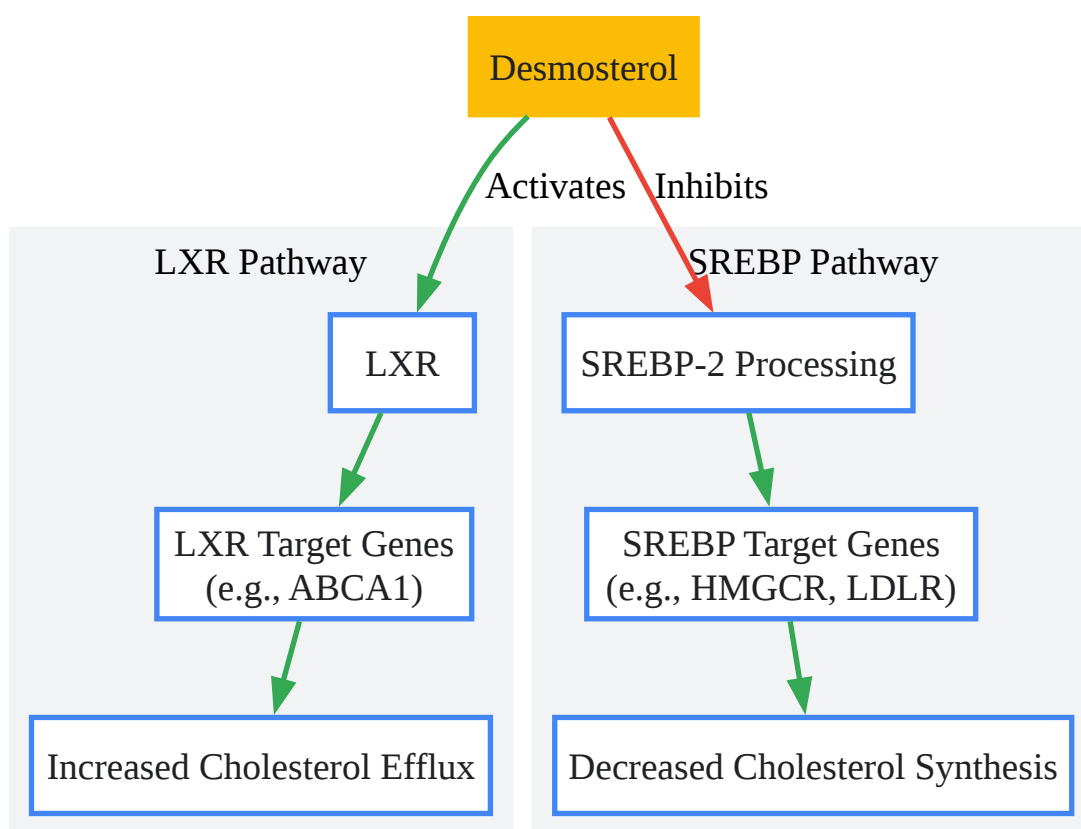 Desmosterol
Activates
Inhibits
LXR Pathway
SREBP Pathway
LXR
SREBP-2 Processing
LXR Target Genes
(e.g., ABCA1)
SREBP Target Genes
(e.g., HMGCR, LDLR)
Increased Cholesterol Efflux
Decreased Cholesterol Synthesis